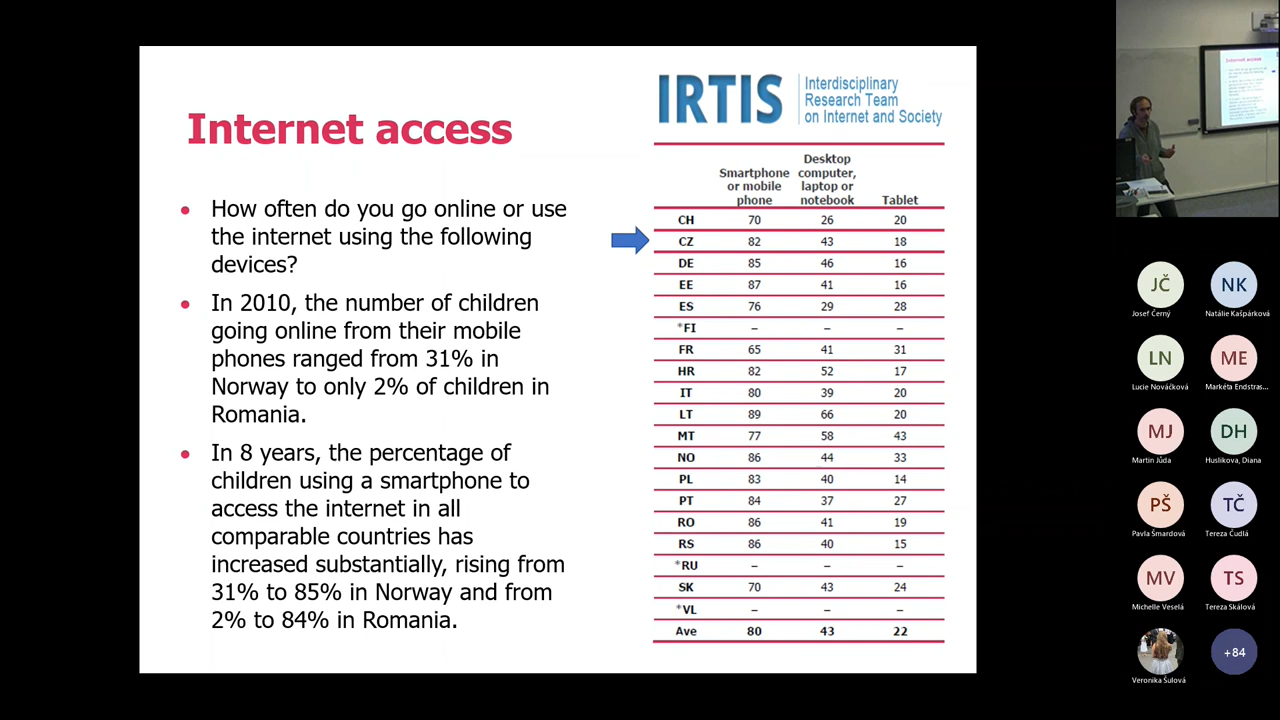 IRTIS
Interdisciplinary
Research Team
on Internet and Society
Internet access
• How often do you go online or use
the internet using the following
devices?
• In 2010, the number of children
going online from their mobile
phones ranged from 31% in
Norway to only 2% of children in
Romania.
• In 8 years, the percentage of
children using a smartphone to
access the internet in all
comparable countries has
increased substantially, rising from
31% to 85% in Norway and from
2% to 84% in Romania.
Smartphone or mobile phone Desktop computer, laptop or notebook Tablet
CH 70 26 20
CZ 82 43 18
DE 85 46 16
EE 87 41 16
ES 76 29 28
*FI – – –
FR 65 41 31
HR 82 52 17
IT 80 39 20
LT 89 66 20
MT 77 58 43
NO 86 44 33
PL 83 40 14
PT 84 37 27
RO 86 41 19
RS 86 40 15
*RU – – –
SK 70 43 24
*VL – – –
Ave 80 43 22
Internet access
JČ NK
Josef Černý Natálie Kašpárková
LN ME
Lucie Nováčková Markéta Endstras...
MJ DH
Martin Jůda Huslikova, Diana
PŠ TČ
Pavla Šmardová Tereza Čudlá
MV TS
Michelle Veselá Tereza Skálová
+84
Veronika Šulová